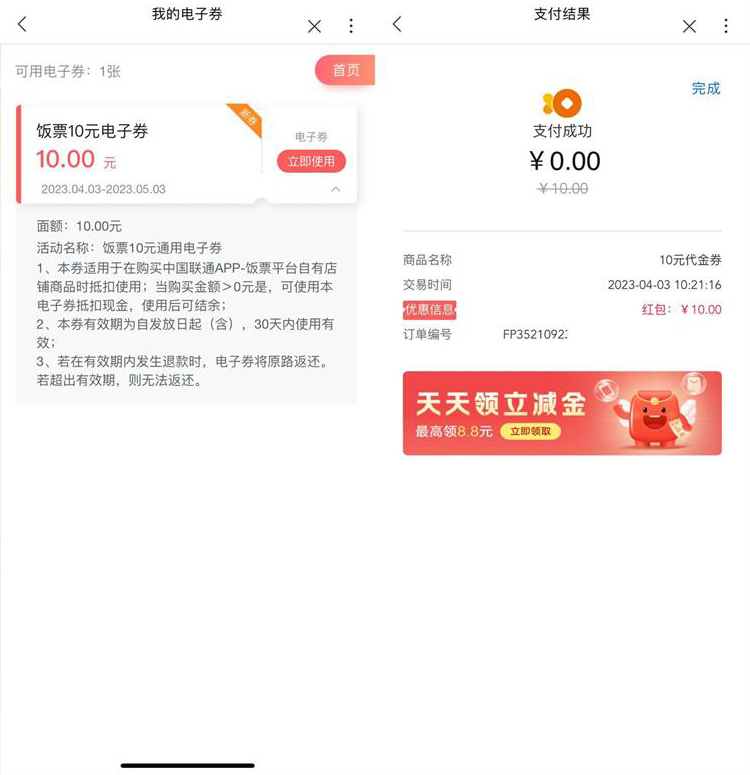 我的电子券
可用电子券：1张
首页
新券
饭票10元电子券
10.00 元
2023.04.03-2023.05.03
电子券
立即使用
面额：10.00元
活动名称：饭票10元通用电子券
1、本券适用于在购买中国联通APP-饭票平台自有店
铺商品时抵扣使用；当购买金额＞0元是，可使用本
电子券抵扣现金，使用后可结余；
2、本券有效期为自发放日起（含），30天内使用有
效；
3、若在有效期内发生退款时，电子券将原路返还。
若超出有效期，则无法返还。
支付结果
完成
支付成功
￥0.00
￥10.00
商品名称 10元代金券
交易时间 2023-04-03 10:21:16
优惠信息 红包：￥10.00
订单编号 FP3521092
天天领立减金
最高领8.8元 立即领取